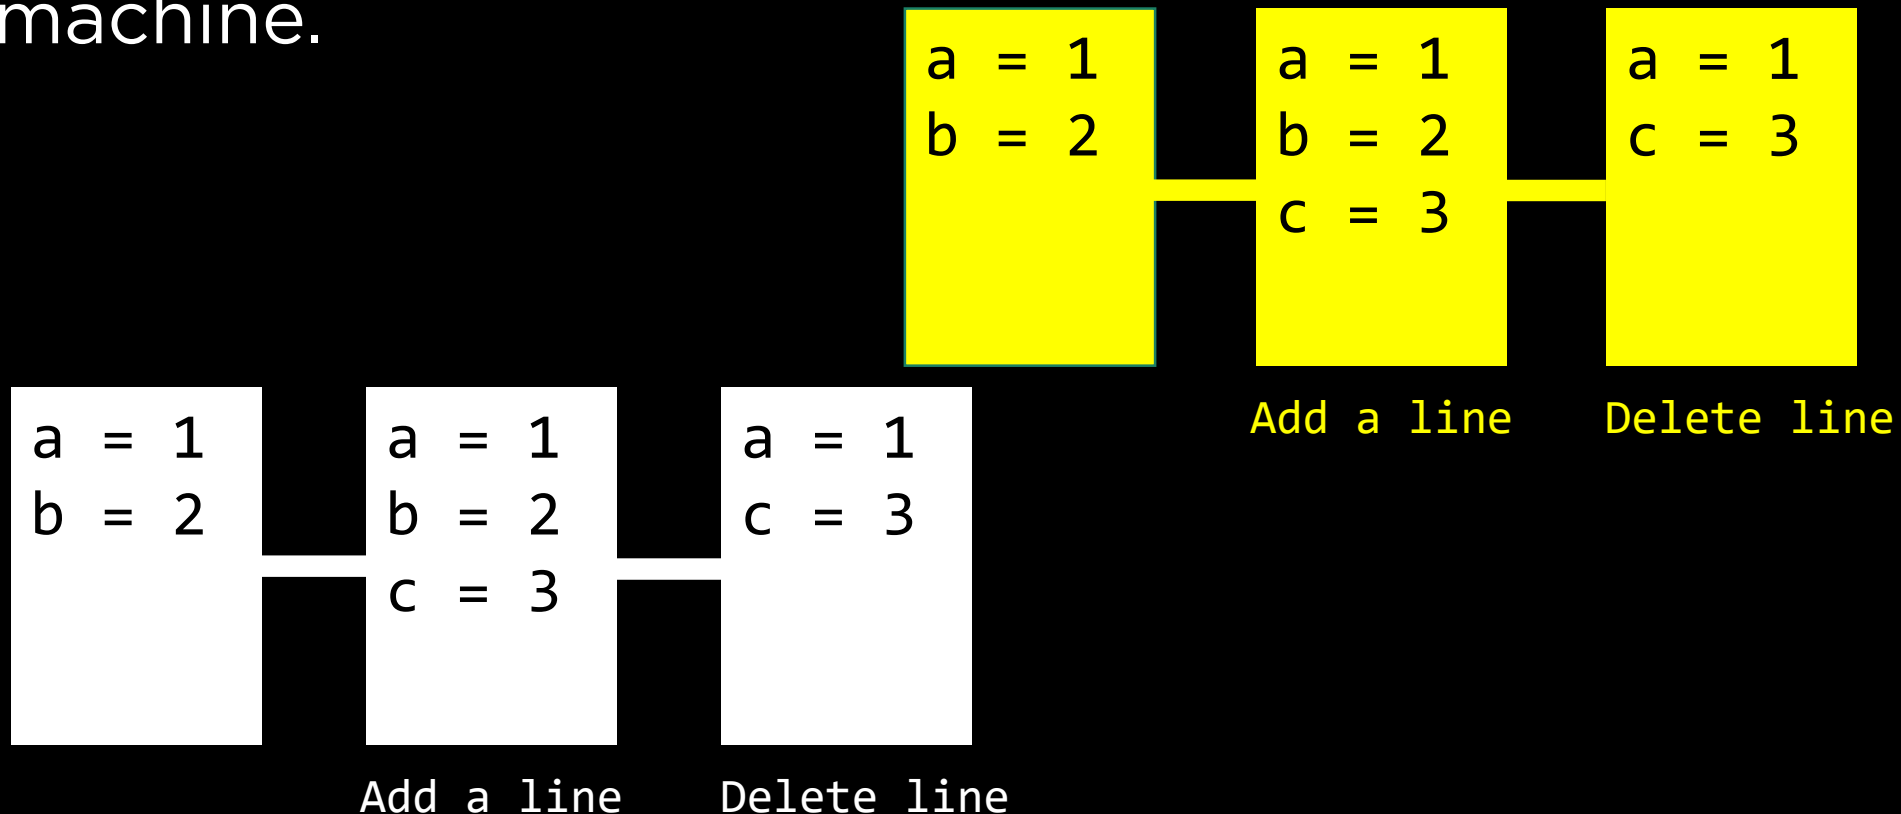 machine.
a = 1
b = 2
a = 1
b = 2
c = 3
a = 1
c = 3
Add a line
Delete line
a = 1
b = 2
a = 1
b = 2
c = 3
a = 1
c = 3
Add a line
Delete line